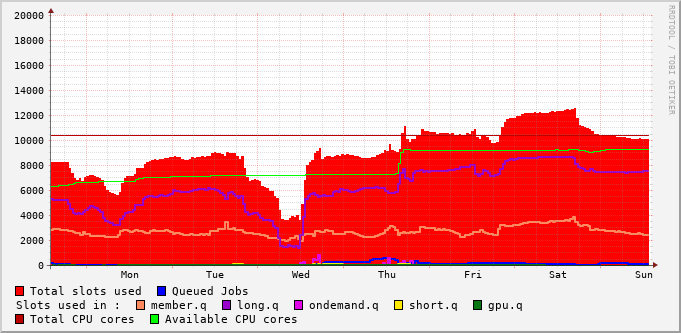 20000
18000
16000
14000
12000
10000
8000
6000
4000
2000
0
Mon Tue Wed Thu Fri Sat Sun
RRDTOOL / TOBI OETIKER
Total slots used Queued Jobs
Slots used in : member.q long.q ondemand.q short.q gpu.q
Total CPU cores Available CPU cores